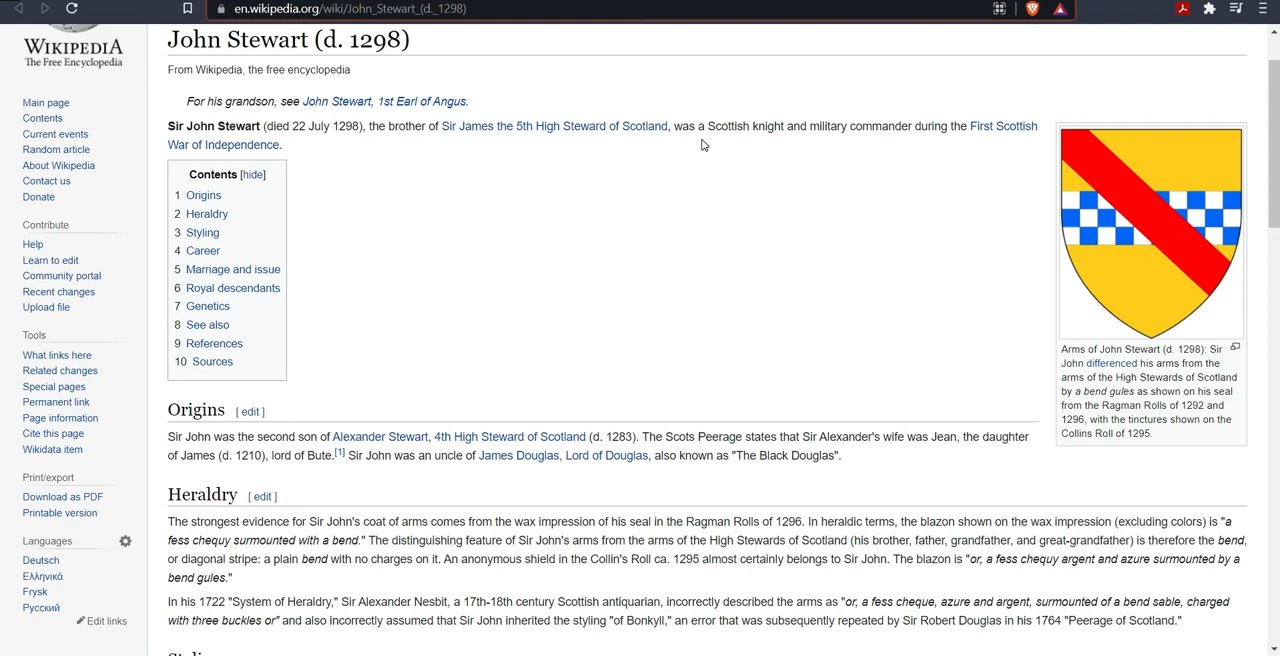 en.wikipedia.org/wiki/John_Stewart_(d._1298)
WIKIPEDIA
The Free Encyclopedia
Main page
Contents
Current events
Random article
About Wikipedia
Contact us
Donate
Contribute
Help
Learn to edit
Community portal
Recent changes
Upload file
Tools
What links here
Related changes
Special pages
Permanent link
Page information
Cite this page
Wikidata item
Print/export
Download as PDF
Printable version
Languages
Deutsch
Ελληνικά
Frysk
Русский
Edit links
John Stewart (d. 1298)
From Wikipedia, the free encyclopedia
For his grandson, see John Stewart, 1st Earl of Angus.
Sir John Stewart (died 22 July 1298), the brother of Sir James the 5th High Steward of Scotland, was a Scottish knight and military commander during the First Scottish
War of Independence.
Contents [hide]
1 Origins
2 Heraldry
3 Styling
4 Career
5 Marriage and issue
6 Royal descendants
7 Genetics
8 See also
9 References
10 Sources
Arms of John Stewart (d. 1298): Sir
John differenced his arms from the
arms of the High Stewards of Scotland
by a bend gules as shown on his seal
from the Ragman Rolls of 1292 and
1296, with the tinctures shown on the
Collins Roll of 1295.
Origins [ edit ]
Sir John was the second son of Alexander Stewart, 4th High Steward of Scotland (d. 1283). The Scots Peerage states that Sir Alexander's wife was Jean, the daughter
of James (d. 1210), lord of Bute.[1] Sir John was an uncle of James Douglas, Lord of Douglas, also known as "The Black Douglas".
Heraldry [ edit ]
The strongest evidence for Sir John's coat of arms comes from the wax impression of his seal in the Ragman Rolls of 1296. In heraldic terms, the blazon shown on the wax impression (excluding colors) is "a
fess chequy surmounted with a bend." The distinguishing feature of Sir John's arms from the arms of the High Stewards of Scotland (his brother, father, grandfather, and great-grandfather) is therefore the bend,
or diagonal stripe: a plain bend with no charges on it. An anonymous shield in the Collin's Roll ca. 1295 almost certainly belongs to Sir John. The blazon is "or, a fess chequy argent and azure surmounted by a
bend gules."
In his 1722 "System of Heraldry," Sir Alexander Nesbit, a 17th-18th century Scottish antiquarian, incorrectly described the arms as "or, a fess cheque, azure and argent, surmounted of a bend sable, charged
with three buckles or" and also incorrectly assumed that Sir John inherited the styling "of Bonkyll," an error that was subsequently repeated by Sir Robert Douglas in his 1764 "Peerage of Scotland."